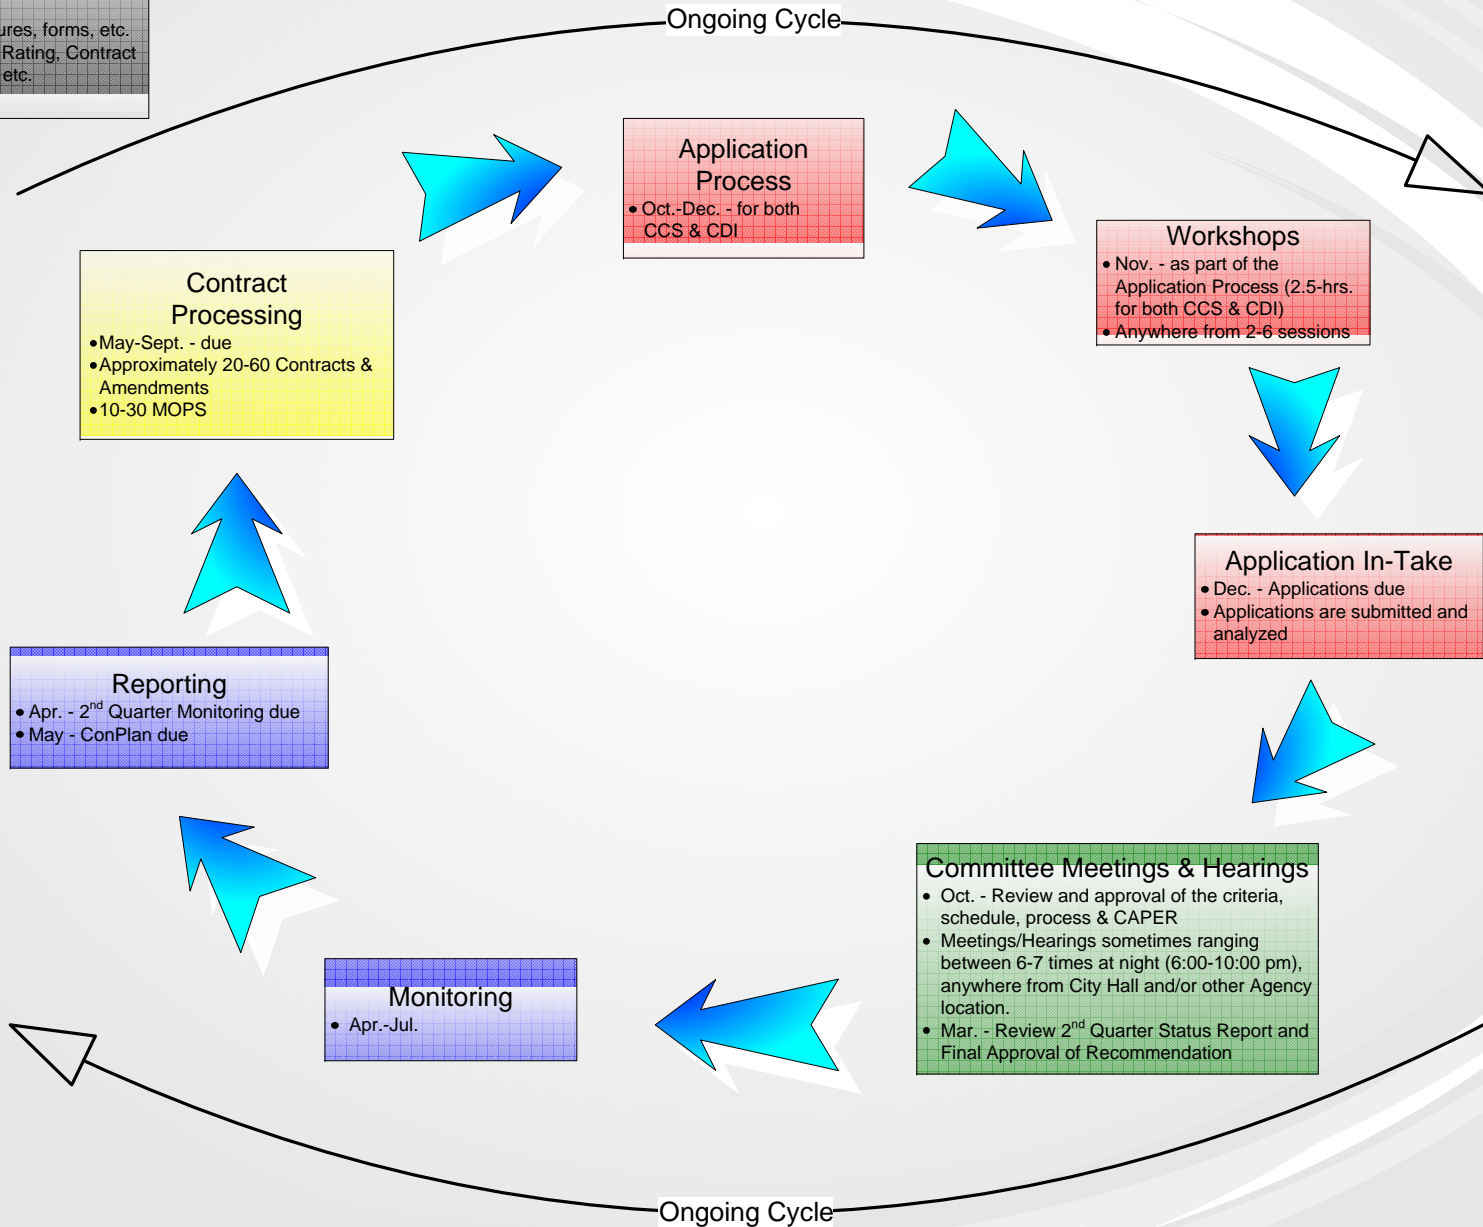 Ongoing Cycle
forms, etc.
Rating, Contract
etc.
Application
Process
• Oct.-Dec. - for both
CCS & CDI
Workshops
• Nov. - as part of the
Application Process (2.5-hrs.
for both CCS & CDI)
• Anywhere from 2-6 sessions
Contract
Processing
• May-Sept. - due
• Approximately 20-60 Contracts &
Amendments
• 10-30 MOPS
Application In-Take
• Dec. - Applications due
• Applications are submitted and
analyzed
Reporting
• Apr. - 2nd Quarter Monitoring due
• May - ConPlan due
Committee Meetings & Hearings
• Oct. - Review and approval of the criteria,
schedule, process & CAPER
• Meetings/Hearings sometimes ranging
between 6-7 times at night (6:00-10:00 pm),
anywhere from City Hall and/or other Agency
location.
• Mar. - Review 2nd Quarter Status Report and
Final Approval of Recommendation
Monitoring
• Apr.-Jul.
Ongoing Cycle